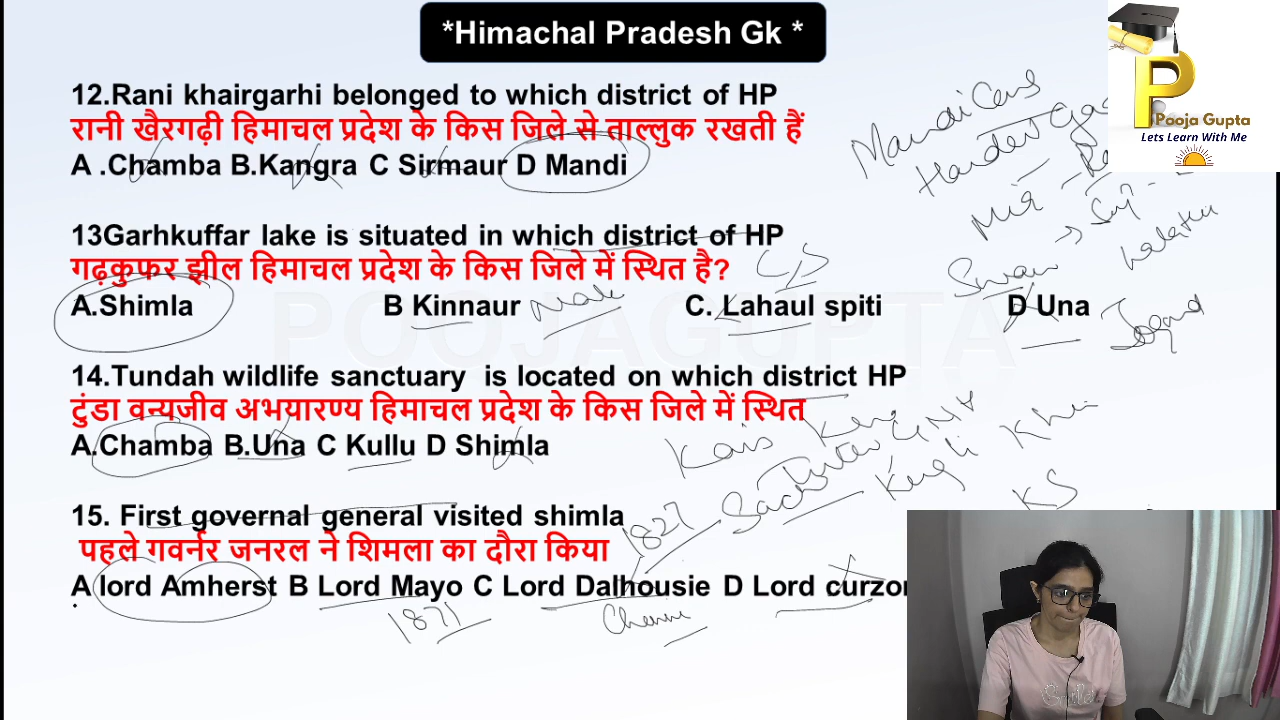 *Himachal Pradesh Gk *
Pooja Gupta
Lets Learn With Me
12.Rani khairgarhi belonged to which district of HP
रानी खैरगढ़ी हिमाचल प्रदेश के किस जिले से ताल्लुक रखती हैं
A .Chamba B.Kangra C Sirmaur D Mandi
13Garhkuffar lake is situated in which district of HP
गढ़कुफर झील हिमाचल प्रदेश के किस जिले में स्थित है?
A.Shimla B Kinnaur C. Lahaul spiti D Una
POOJAGUPTA
14.Tundah wildlife sanctuary is located on which district HP
टुंडा वन्यजीव अभयारण्य हिमाचल प्रदेश के किस जिले में स्थित
A.Chamba B.Una C Kullu D Shimla
Kais
15. First governal general visited shimla
1827
KS
पहले गवर्नर जनरल ने शिमला का दौरा किया
A lord Amherst B Lord Mayo C Lord Dalhousie D Lord curzon
1871